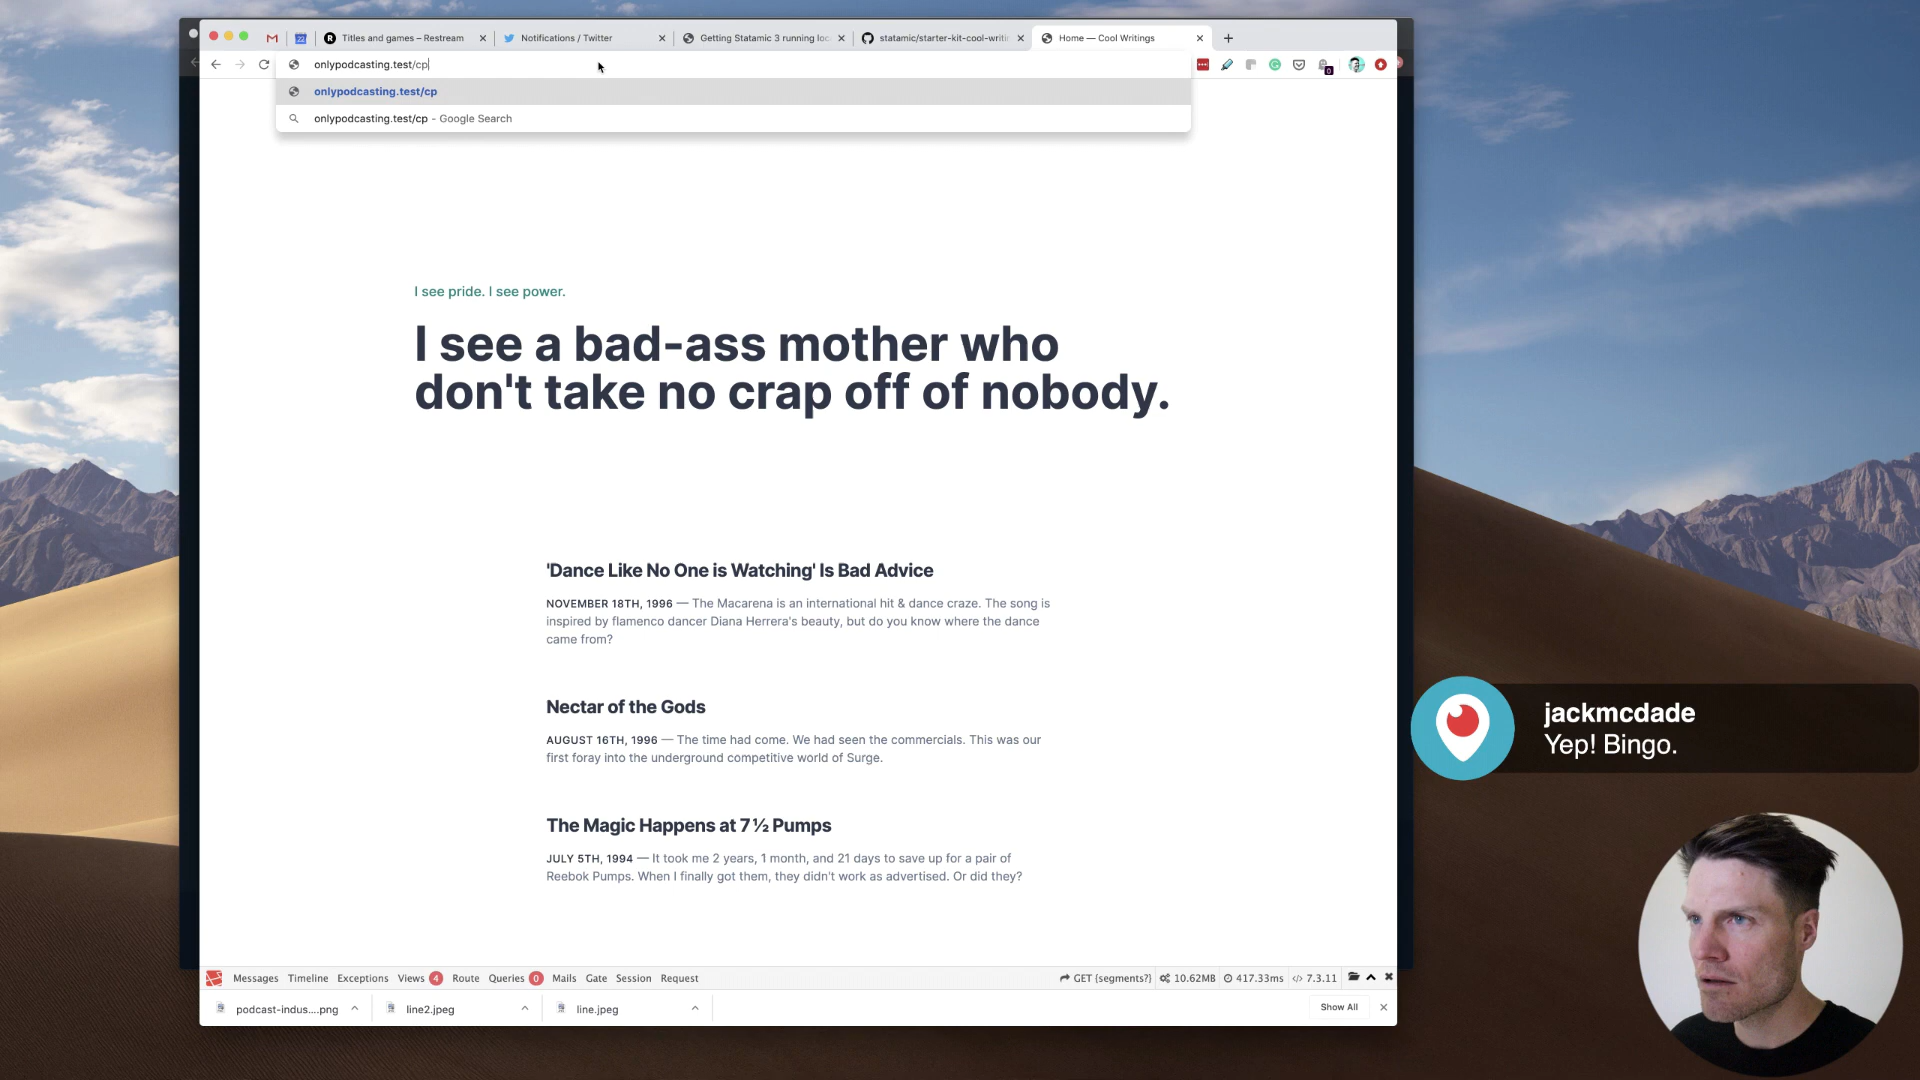 Titles and games – Restream
Notifications / Twitter
Getting Statamic 3 running loc
statamic/starter-kit-cool-writi
Home — Cool Writings
onlypodcasting.test/cp
onlypodcasting.test/cp
onlypodcasting.test/cp - Google Search
I see pride. I see power.
I see a bad-ass mother who
don't take no crap off of nobody.
'Dance Like No One is Watching' Is Bad Advice
NOVEMBER 18TH, 1996 — The Macarena is an international hit & dance craze. The song is
inspired by flamenco dancer Diana Herrera's beauty, but do you know where the dance
came from?
Nectar of the Gods
AUGUST 16TH, 1996 — The time had come. We had seen the commercials. This was our
first foray into the underground competitive world of Surge.
The Magic Happens at 7 ½ Pumps
JULY 5TH, 1994 — It took me 2 years, 1 month, and 21 days to save up for a pair of
Reebok Pumps. When I finally got them, they didn't work as advertised. Or did they?
jackmcdade
Yep! Bingo.
Messages Timeline Exceptions Views 4 Route Queries 0 Mails Gate Session Request
GET {segments?} 10.62MB 417.33ms 7.3.11
podcast-indus....png
line2.jpeg
line.jpeg
Show All